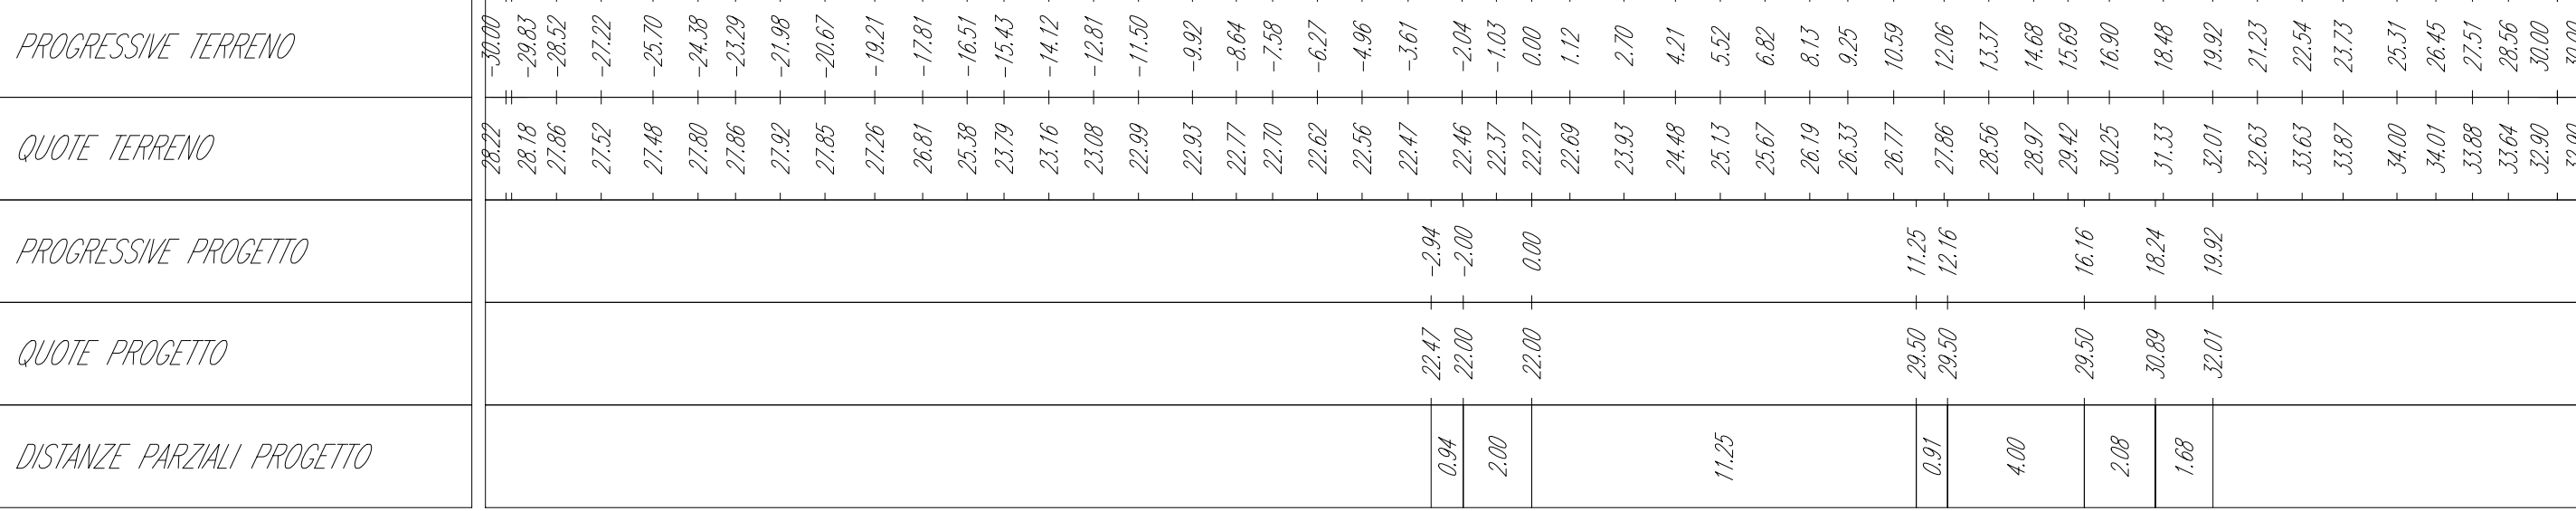 PROGRESSIVE TERRENO -30.00 -29.83 -28.52 -27.22 -25.70 -24.38 -23.29 -21.98 -20.67 -19.21 -17.81 -16.51 -15.43 -14.12 -12.81 -11.50 -9.92 -8.64 -7.58 -6.27 -4.96 -3.61 -2.04 -1.03 0.00 1.12 2.70 4.21 5.52 6.82 8.13 9.25 10.59 12.06 13.37 14.68 15.69 16.90 18.48 19.92 21.23 22.54 23.73 25.31 26.45 27.51 28.56 30.00 30.00
QUOTE TERRENO 28.22 28.18 27.86 27.52 27.48 27.80 27.86 27.92 27.85 27.26 26.81 25.38 23.79 23.16 23.08 22.99 22.93 22.77 22.70 22.62 22.56 22.47 22.46 22.37 22.27 22.69 23.93 24.48 25.13 25.67 26.19 26.33 26.77 27.86 28.56 28.97 29.42 30.25 31.33 32.01 32.63 33.63 33.87 34.00 34.01 33.88 33.64 32.90 32.90
PROGRESSIVE PROGETTO -2.94 -2.00 0.00 11.25 12.16 16.16 18.24 19.92
QUOTE PROGETTO 22.47 22.00 22.00 29.50 29.50 29.50 30.89 32.01
DISTANZE PARZIALI PROGETTO 0.94 2.00 11.25 0.91 4.00 2.08 1.68